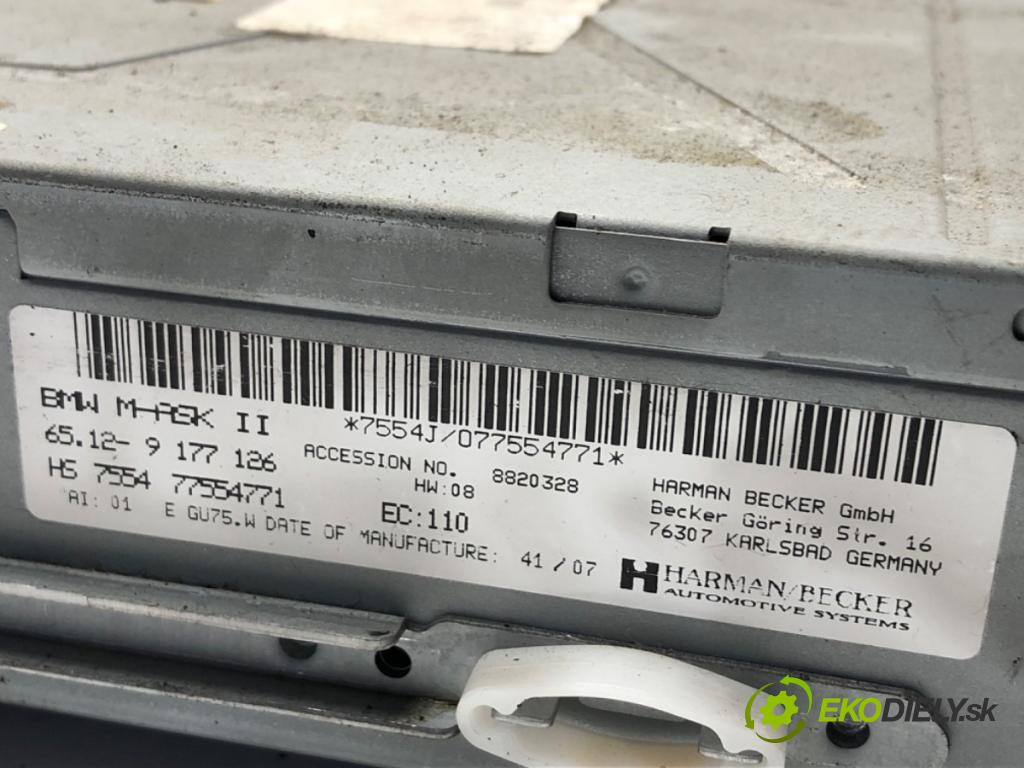 *7554J/077554771*
BMW M-ASK II
65.12- 9 177 126
HS 7554 77554771
AI: 01 E GU75.W DATE OF MANUFACTURE: 41 / 07
ACCESSION NO. 8820328
HW:08
EC:110
HARMAN BECKER GmbH
Becker Göring Str. 16
76307 KARLSBAD GERMANY
HARMAN/BECKER
AUTOMOTIVE SYSTEMS
EKODIELY.sk